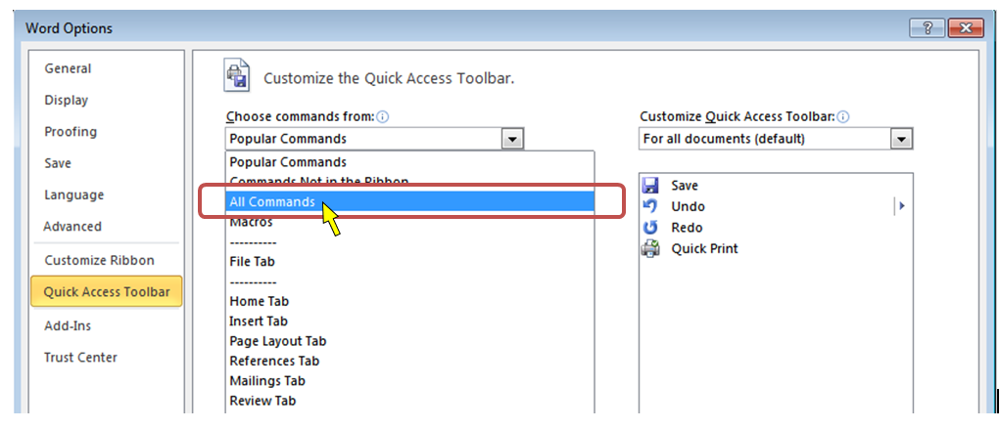 Word Options
General
Display
Proofing
Save
Language
Advanced
Customize Ribbon
Quick Access Toolbar
Add-Ins
Trust Center
Customize the Quick Access Toolbar.
Choose commands from:
Popular Commands
Popular Commands
Commands Not in the Ribbon
All Commands
Macros
----------
File Tab
----------
Home Tab
Insert Tab
Page Layout Tab
References Tab
Mailings Tab
Review Tab
Customize Quick Access Toolbar:
For all documents (default)
Save
Undo
Redo
Quick Print